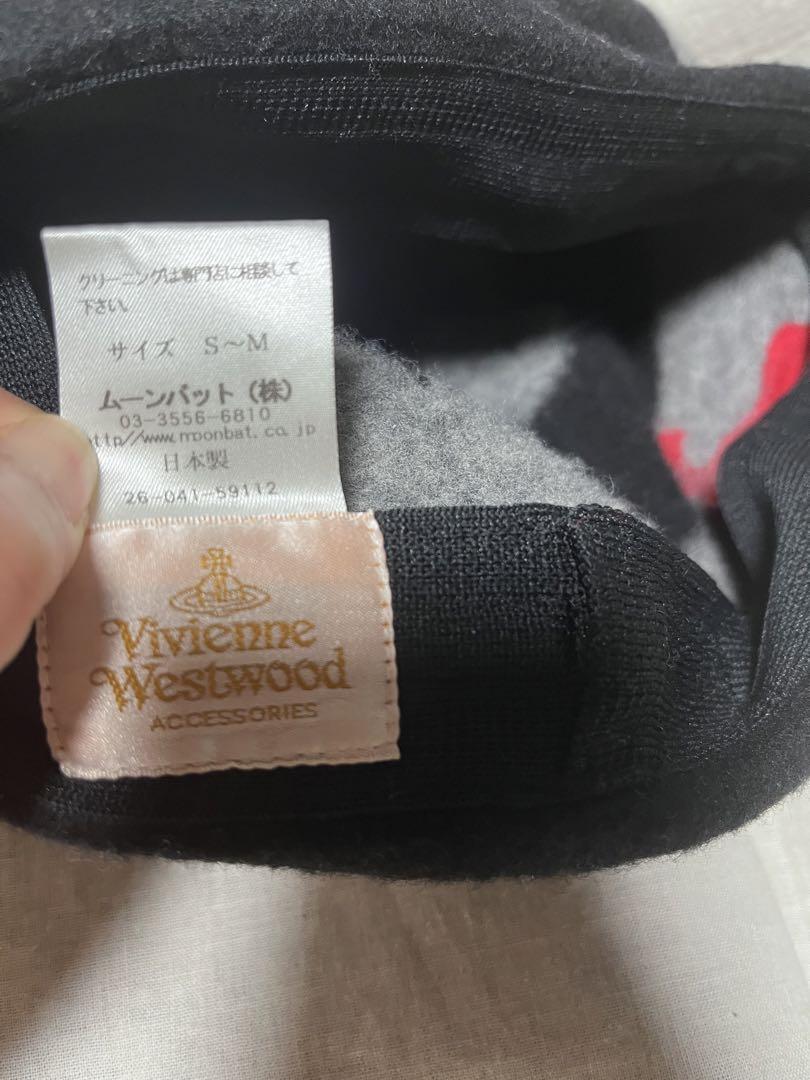 クリーニングは専門店に相談して
下さい。
サイズ S～M
ムーンバット（株）
03-3556-6810
http://www.moonbat.co.jp
日本製
26-041-59112
Vivienne
Westwood
ACCESSORIES